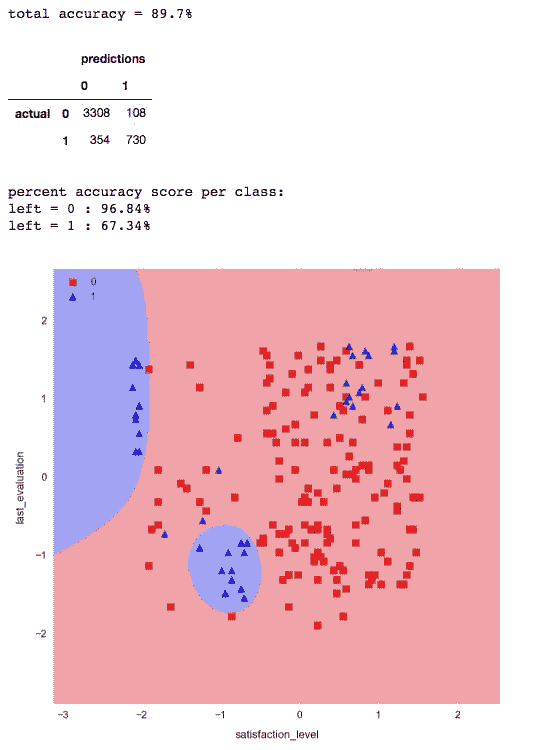 total accuracy = 89.7%
predictions
0 1
actual 0 3308 108
1 354 730
percent accuracy score per class:
left = 0 : 96.84%
left = 1 : 67.34%
0
1
2
1
0
−1
−2
last_evaluation
−3 −2 −1 0 1 2
satisfaction_level